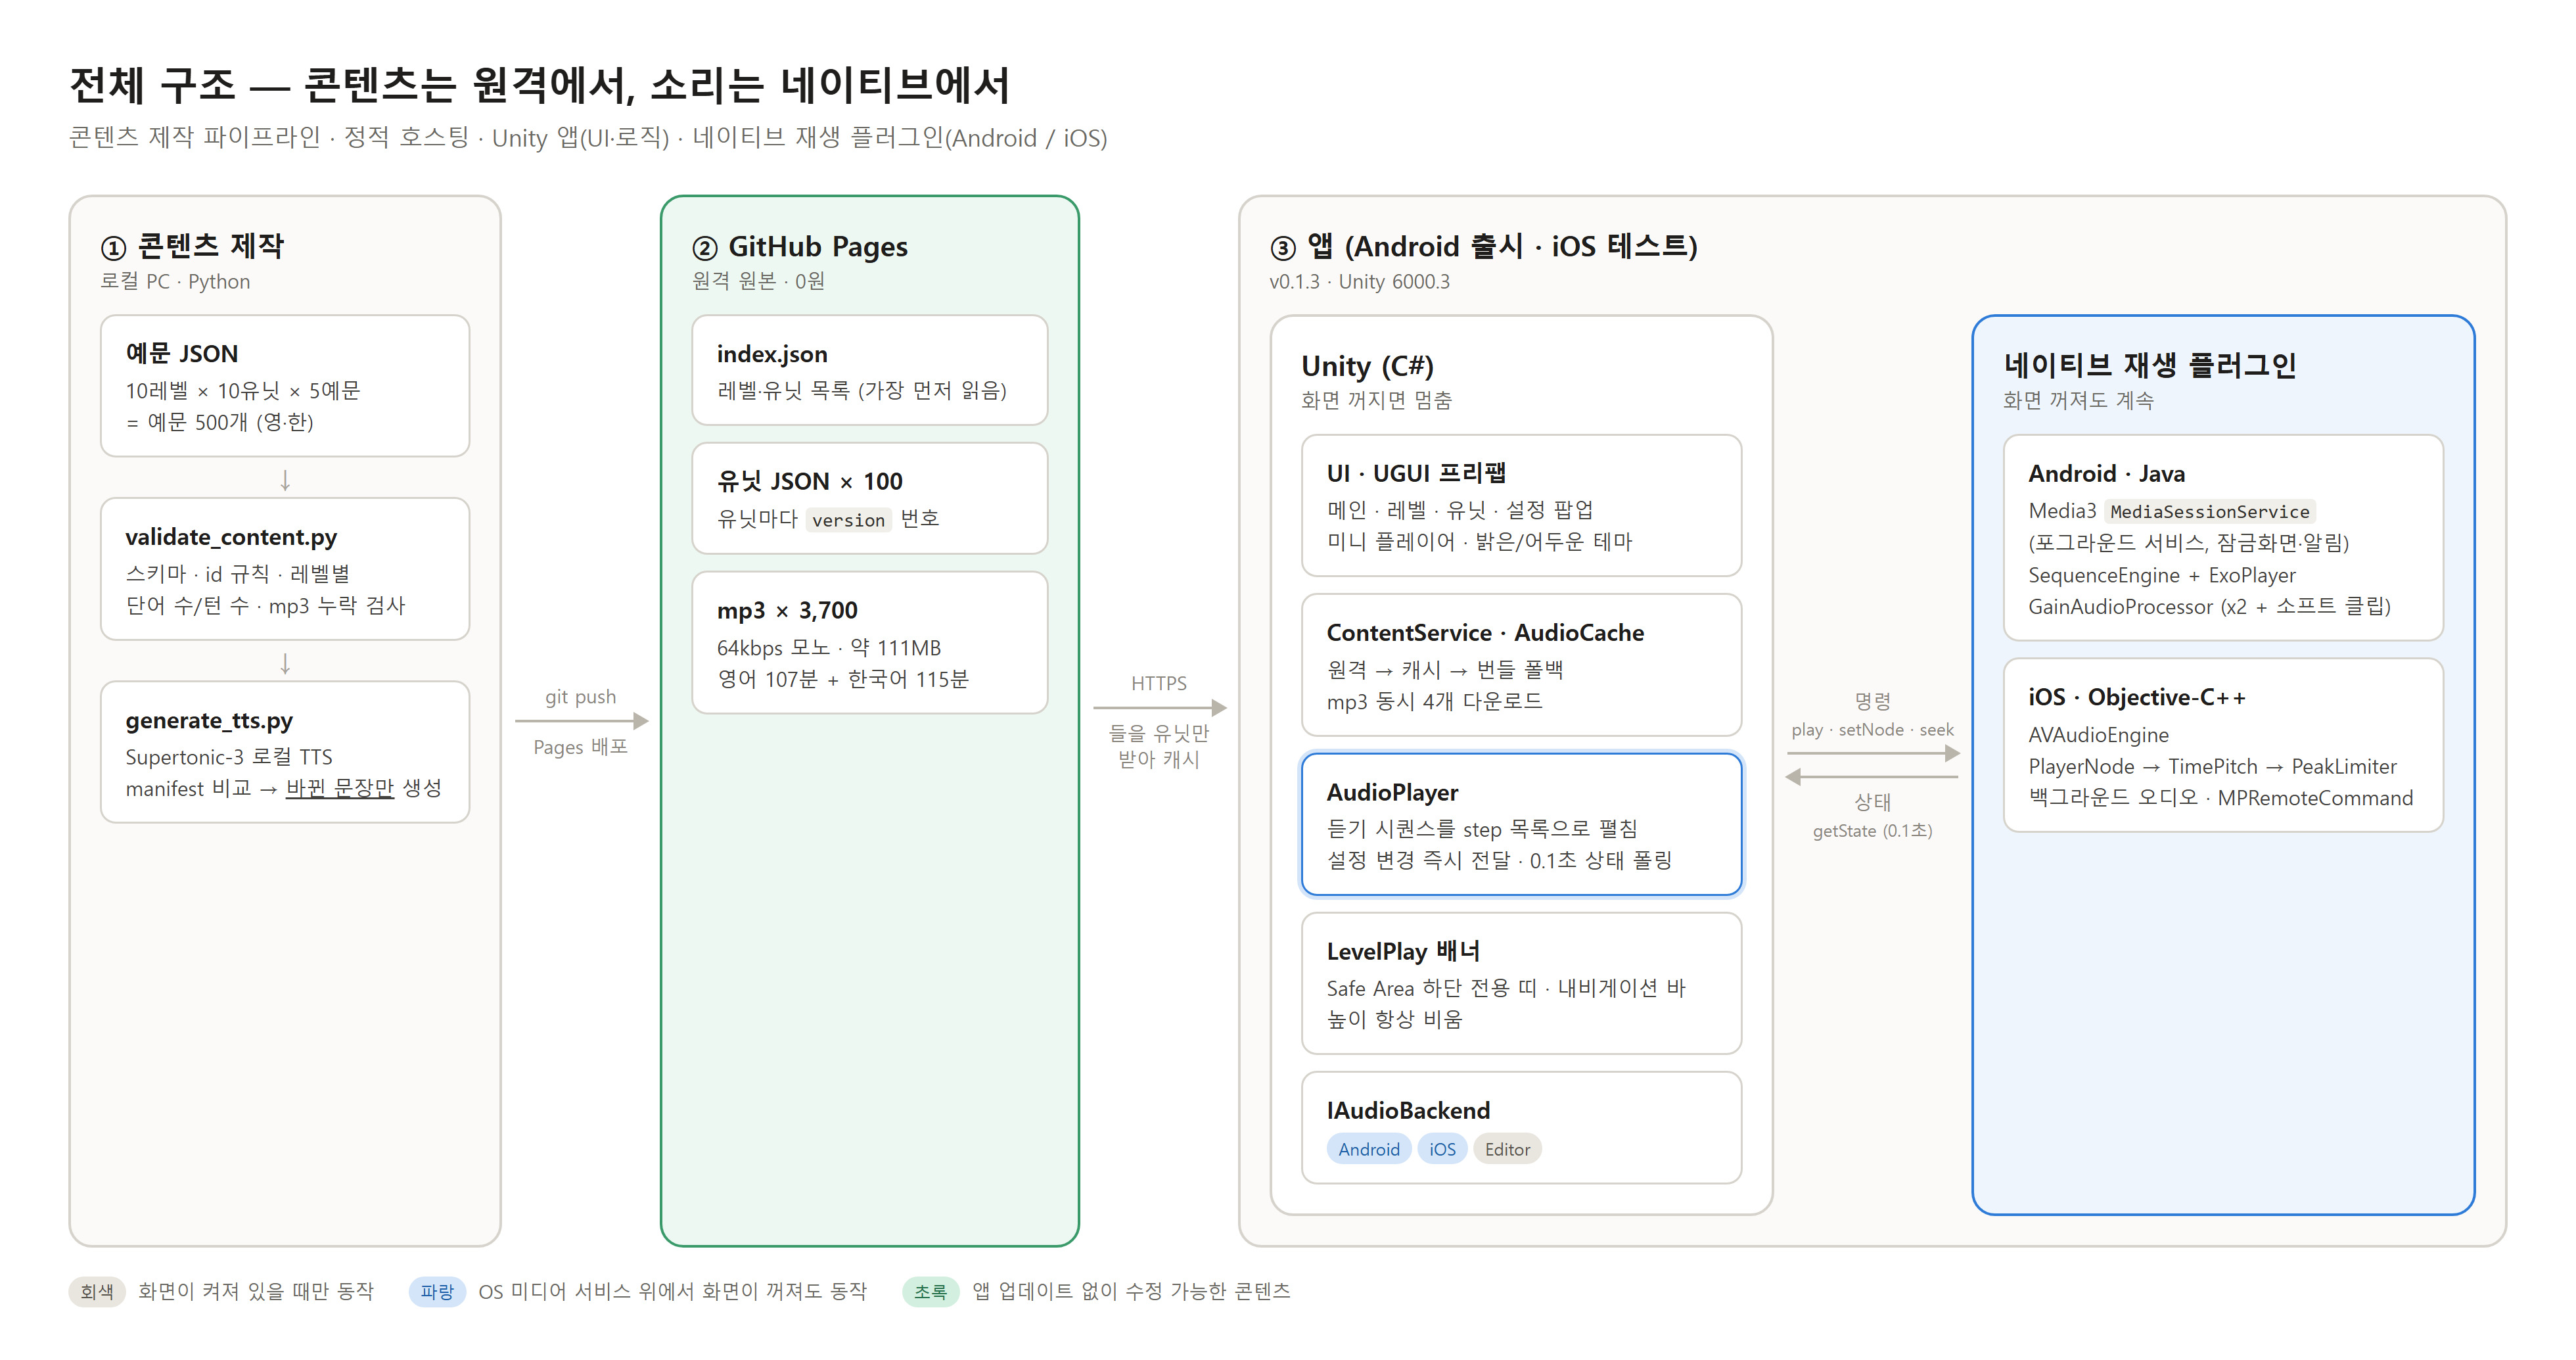 전체 구조 — 콘텐츠는 원격에서, 소리는 네이티브에서
콘텐츠 제작 파이프라인 · 정적 호스팅 · Unity 앱(UI·로직) · 네이티브 재생 플러그인(Android / iOS)
① 콘텐츠 제작
로컬 PC · Python
예문 JSON
10레벨 × 10유닛 × 5예문
= 예문 500개 (영·한)
↓
validate_content.py
스키마 · id 규칙 · 레벨별
단어 수/턴 수 · mp3 누락 검사
↓
generate_tts.py
Supertonic-3 로컬 TTS
manifest 비교 → 바뀐 문장만 생성
git push
Pages 배포
② GitHub Pages
원격 원본 · 0원
index.json
레벨·유닛 목록 (가장 먼저 읽음)
유닛 JSON × 100
유닛마다 version 번호
mp3 × 3,700
64kbps 모노 · 약 111MB
영어 107분 + 한국어 115분
HTTPS
들을 유닛만
받아 캐시
③ 앱 (Android 출시 · iOS 테스트)
v0.1.3 · Unity 6000.3
Unity (C#)
화면 꺼지면 멈춤
UI · UGUI 프리팹
메인 · 레벨 · 유닛 · 설정 팝업
미니 플레이어 · 밝은/어두운 테마
ContentService · AudioCache
원격 → 캐시 → 번들 폴백
mp3 동시 4개 다운로드
AudioPlayer
듣기 시퀀스를 step 목록으로 펼침
설정 변경 즉시 전달 · 0.1초 상태 폴링
LevelPlay 배너
Safe Area 하단 전용 띠 · 내비게이션 바
높이 항상 비움
IAudioBackend
Android iOS Editor
명령
play · setNode · seek
상태
getState (0.1초)
네이티브 재생 플러그인
화면 꺼져도 계속
Android · Java
Media3 MediaSessionService
(포그라운드 서비스, 잠금화면·알림)
SequenceEngine + ExoPlayer
GainAudioProcessor (x2 + 소프트 클립)
iOS · Objective-C++
AVAudioEngine
PlayerNode → TimePitch → PeakLimiter
백그라운드 오디오 · MPRemoteCommand
회색 화면이 켜져 있을 때만 동작 파랑 OS 미디어 서비스 위에서 화면이 꺼져도 동작 초록 앱 업데이트 없이 수정 가능한 콘텐츠